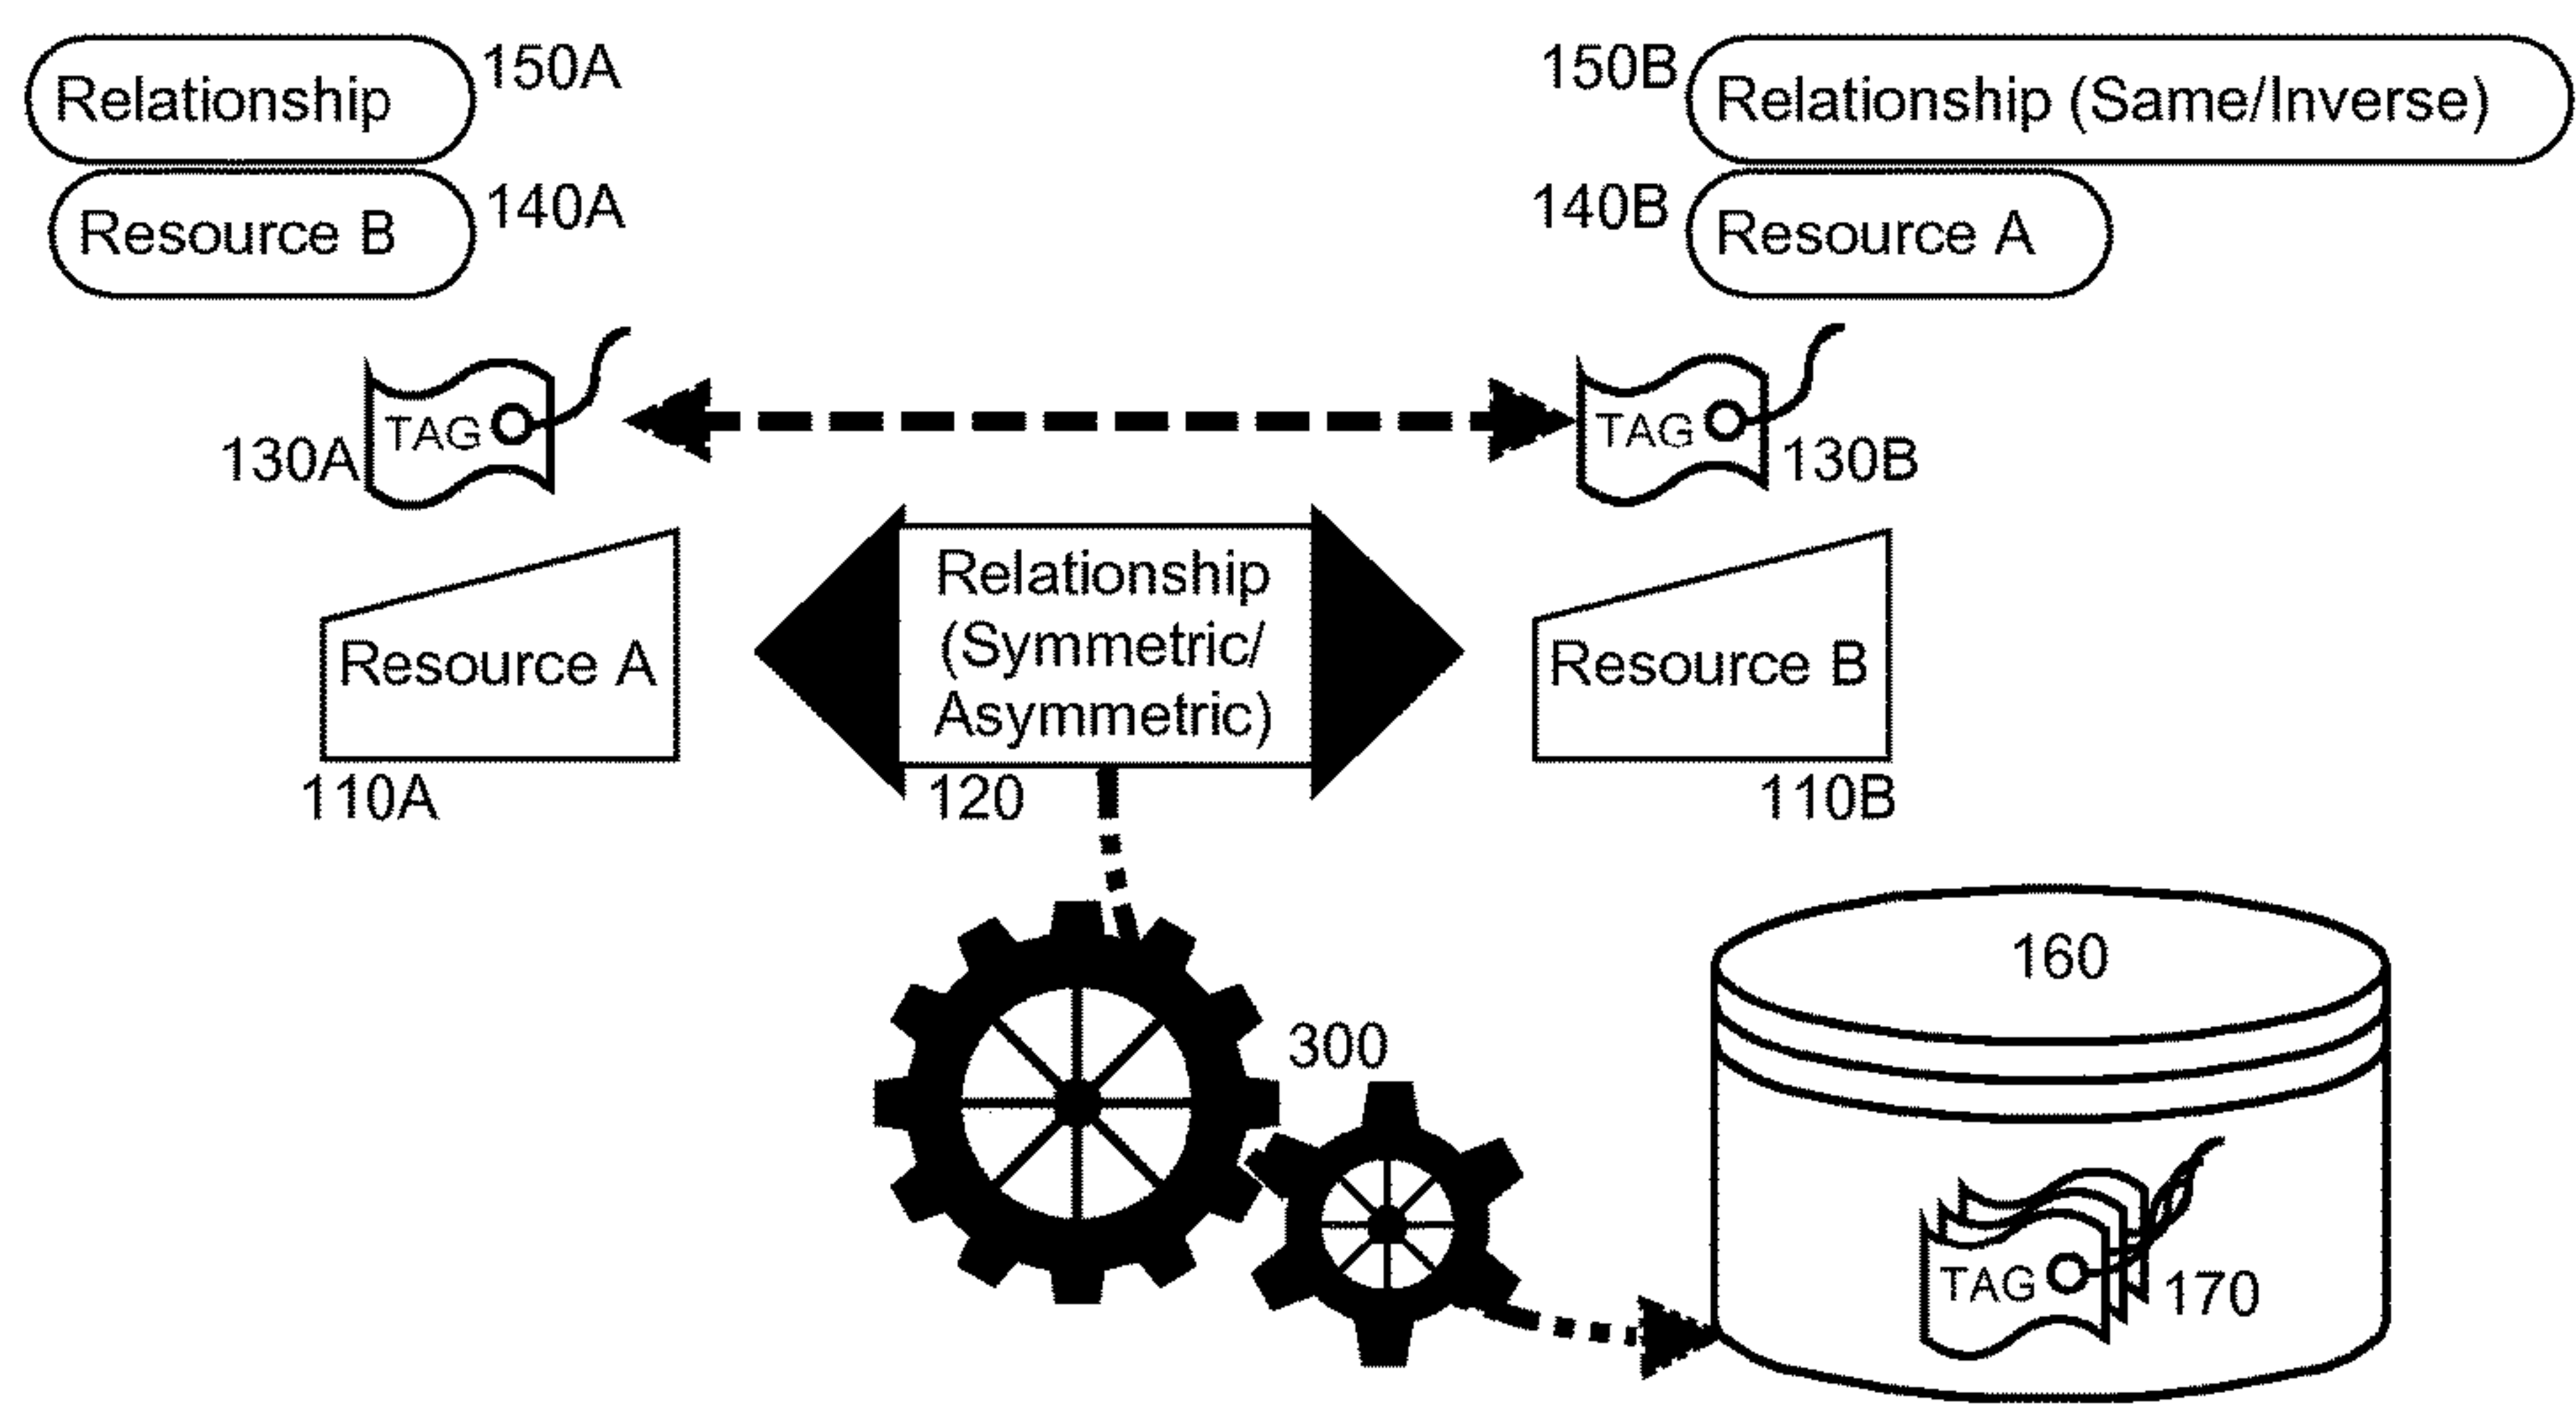 Relationship
150A
150B
Relationship (Same/Inverse)
Resource B
140A
140B
Resource A
TAG
130A
TAG
130B
Resource A
110A
Relationship
(Symmetric/
Asymmetric)
120
Resource B
110B
300
160
TAG
170